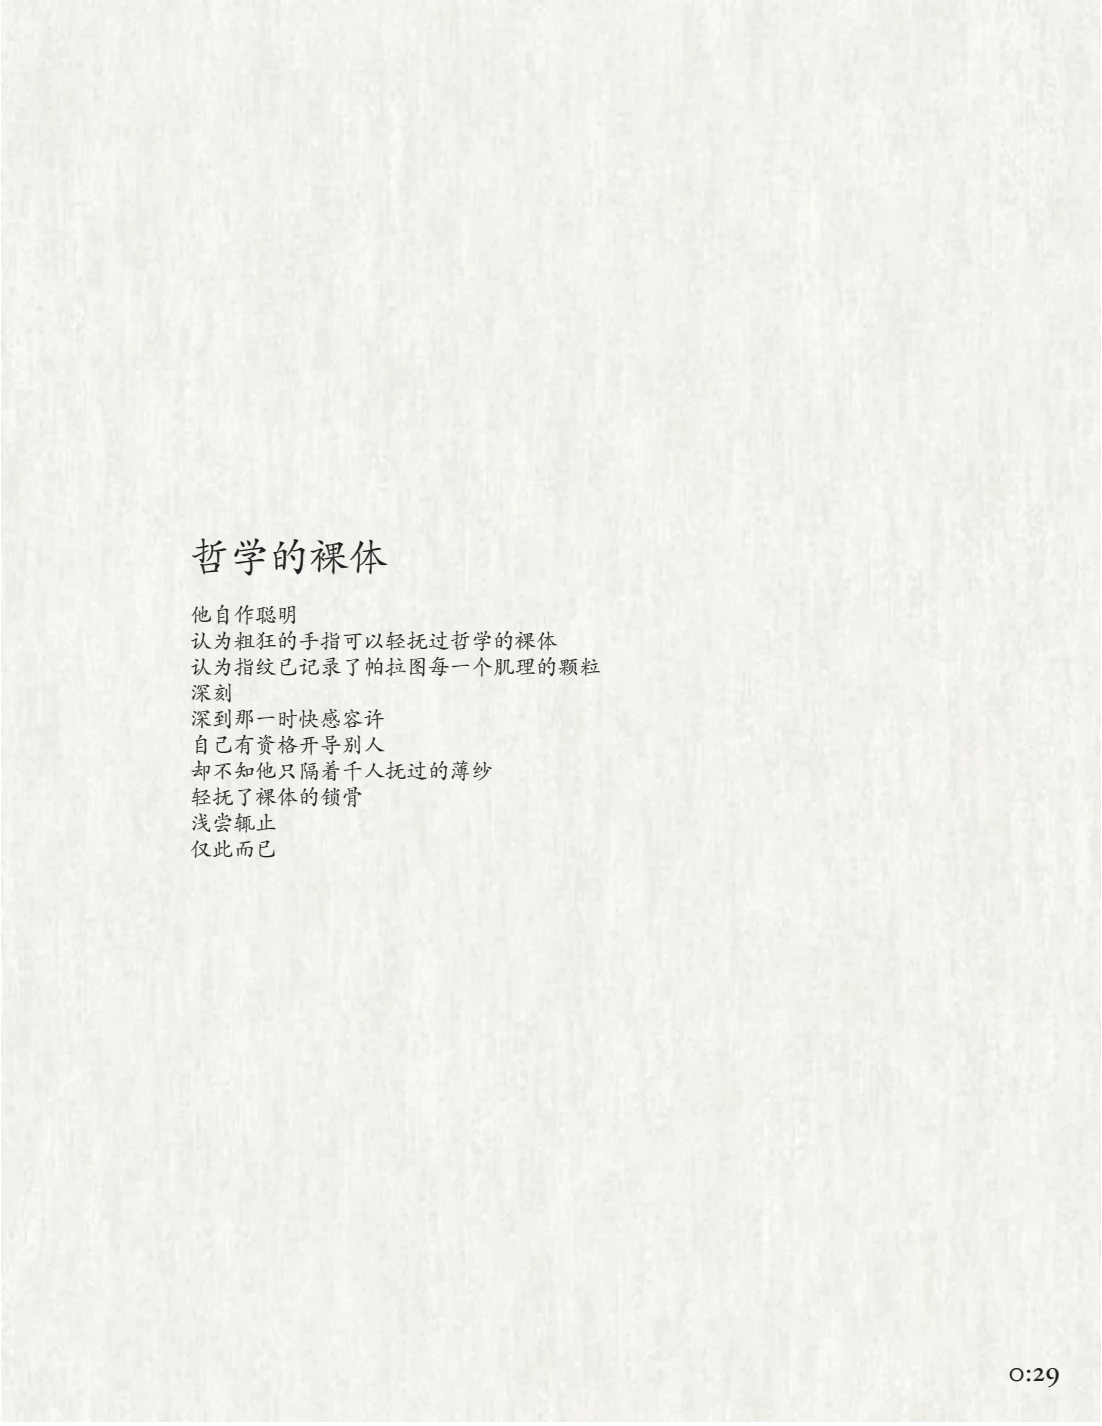 哲学的裸体
他自作聪明
认为粗狂的手指可以轻抚过哲学的裸体
认为指纹已记录了帕拉图每一个肌理的颗粒
深刻
深到那一时快感容许
自己有资格开导别人
却不知他只隔着千人抚过的薄纱
轻抚了裸体的锁骨
浅尝辄止
仅此而已
0:29